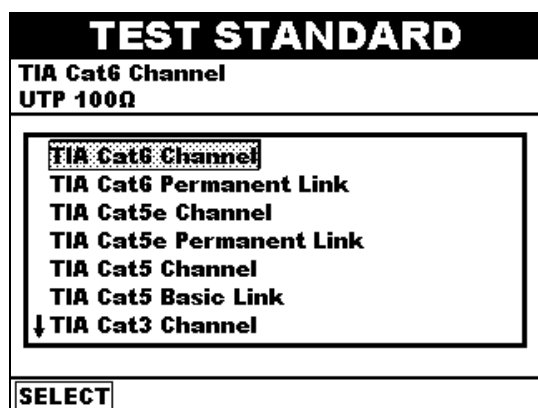 TEST STANDARD
TIA Cat6 Channel
UTP 100Ω
TIA Cat6 Channel
TIA Cat6 Permanent Link
TIA Cat5e Channel
TIA Cat5e Permanent Link
TIA Cat5 Channel
TIA Cat5 Basic Link
↓ TIA Cat3 Channel
SELECT